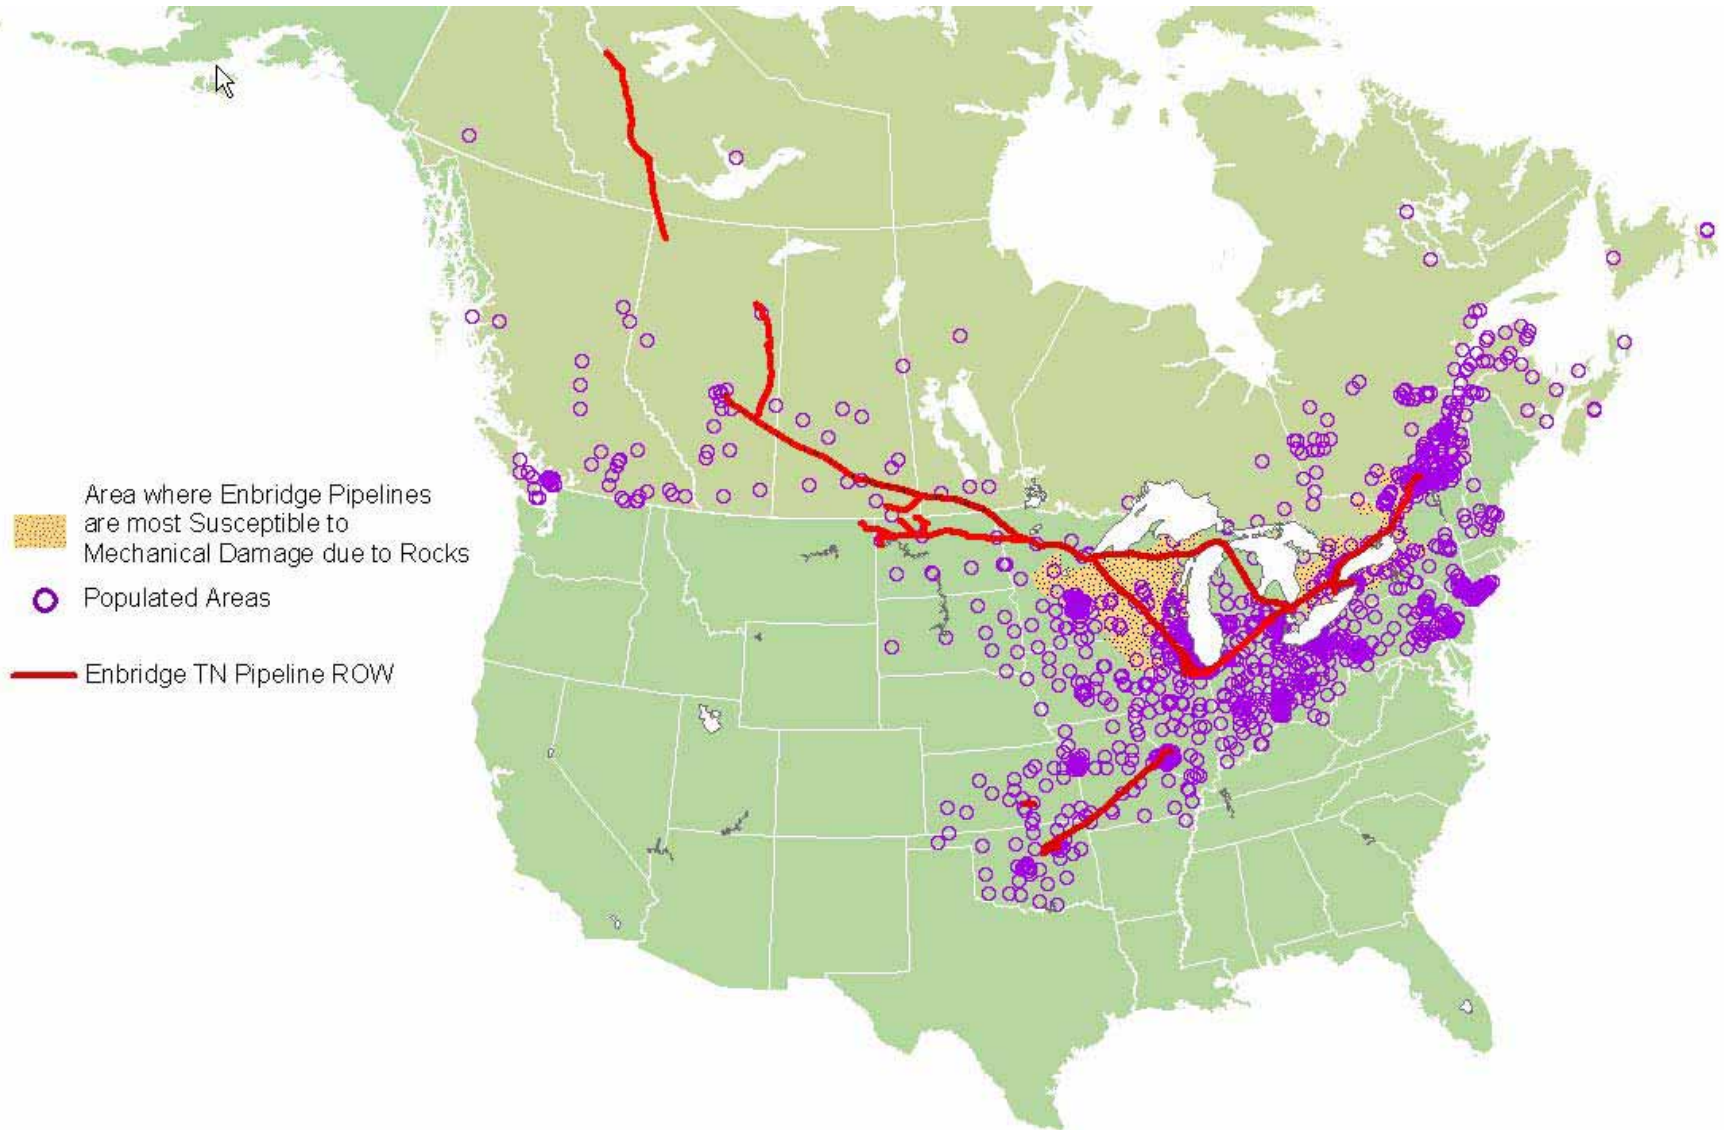 Area where Enbridge Pipelines
are most Susceptible to
Mechanical Damage due to Rocks
Populated Areas
Enbridge TN Pipeline ROW